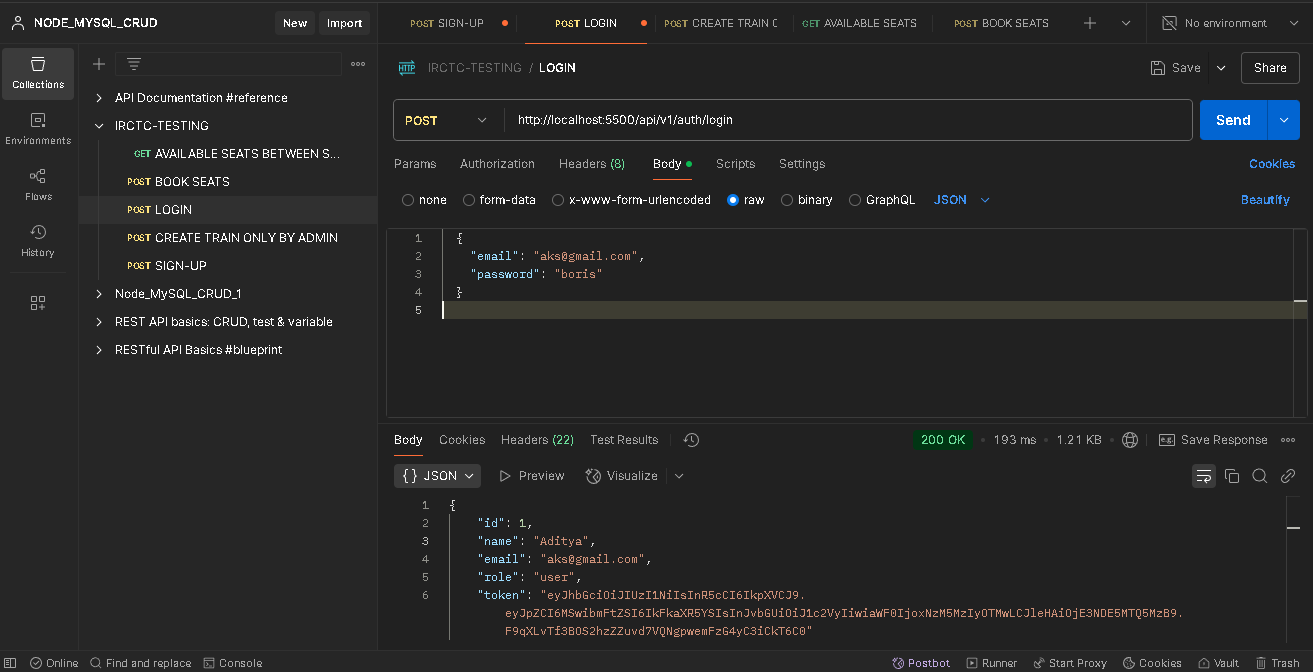 NODE_MYSQL_CRUD
New
Import
POST SIGN-UP
POST LOGIN
POST CREATE TRAIN C
GET AVAILABLE SEATS
POST BOOK SEATS
No environment
Collections
Environments
Flows
History
API Documentation #reference
IRCTC-TESTING
GET AVAILABLE SEATS BETWEEN S...
POST BOOK SEATS
POST LOGIN
POST CREATE TRAIN ONLY BY ADMIN
POST SIGN-UP
Node_MySQL_CRUD_1
REST API basics: CRUD, test & variable
RESTful API Basics #blueprint
HTTP IRCTC-TESTING / LOGIN
Save
Share
POST
http://localhost:5500/api/v1/auth/login
Send
Params Authorization Headers (8) Body Scripts Settings
Cookies
none form-data x-www-form-urlencoded raw binary GraphQL JSON
Beautify
1 {
2 "email": "aks@gmail.com",
3 "password": "boris"
4 }
5
Body Cookies Headers (22) Test Results
200 OK • 193 ms • 1.21 KB •
e.g. Save Response
{} JSON Preview Visualize
1 {
2 "id": 1,
3 "name": "Aditya",
4 "email": "aks@gmail.com",
5 "role": "user",
6 "token": "eyJhbGciOiJIUzI1NiIsInR5cCI6IkpXVCJ9.
eyJpZCI6MSwibmFtZSI6IkFkaXR5YSIsInJvbGUiOiJ1c2VyIiwiaWF0IjoxNzM5MzIyOTMwLCJleHAiOjE3NDE5MTQ5MzB9.
F9qXLvTf3BOS2hzZZuvd7VQNgpwemFzG4yC3iCkT6C0"
Online Find and replace Console
Postbot Runner Start Proxy Cookies Vault Trash